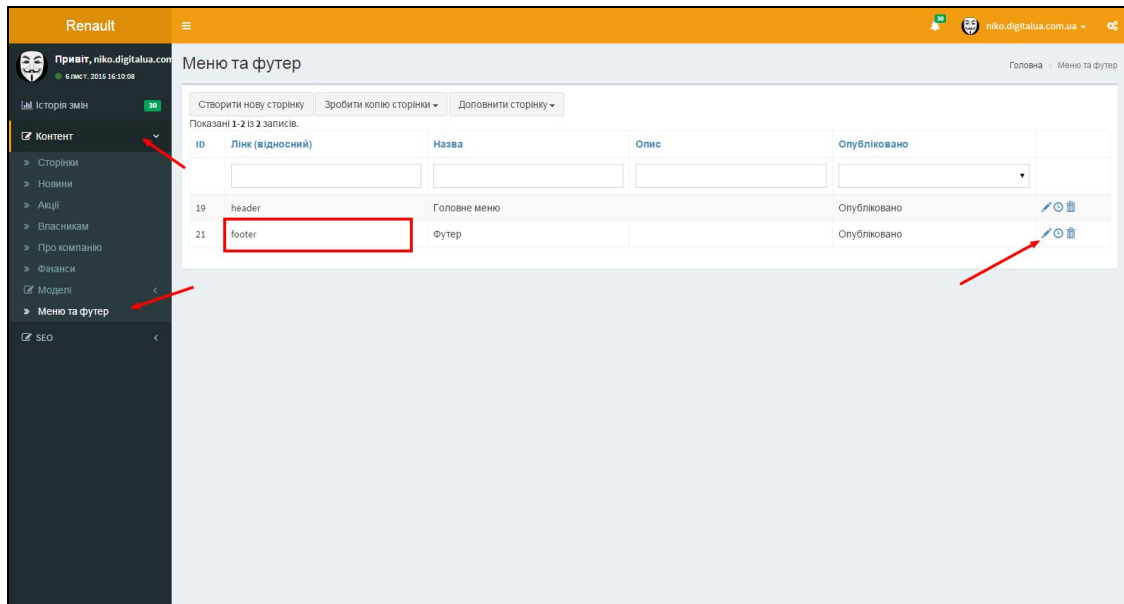 Renault
30
niko.digitalua.com.ua
Привіт, niko.digitalua.com
6 лист. 2015 16:10:08
Меню та футер
Головна > Меню та футер
Історія змін 30
Контент
Сторінки
Новини
Акції
Власникам
Про компанію
Фінанси
Моделі
Меню та футер
SEO
Створити нову сторінку Зробити копію сторінки Доповнити сторінку
Показані 1-2 із 2 записів.
ID Лінк (відносний) Назва Опис Опубліковано
19 header Головне меню Опубліковано
21 footer Футер Опубліковано